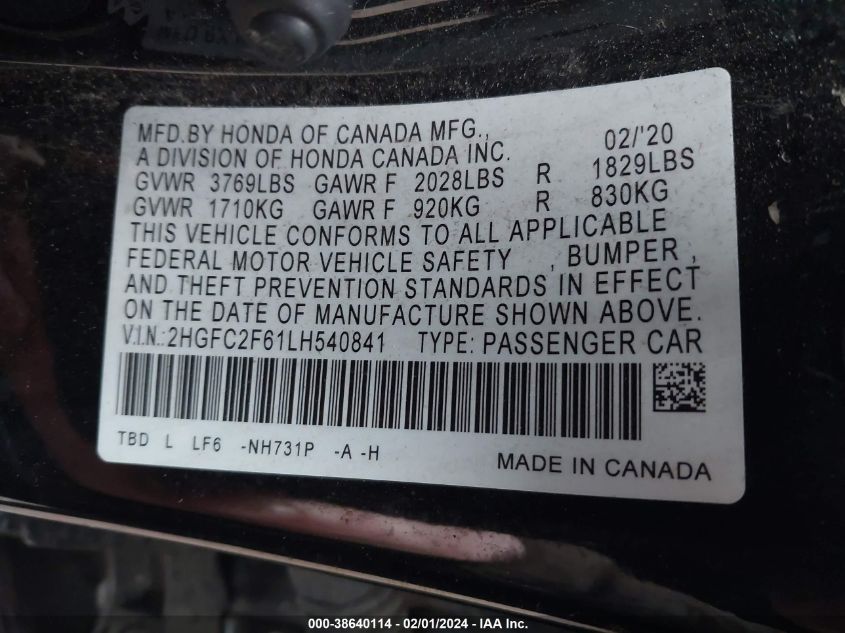 MFD.BY HONDA OF CANADA MFG., 02/'20
A DIVISION OF HONDA CANADA INC.
GVWR 3769LBS GAWR F 2028LBS R 1829LBS
GVWR 1710KG GAWR F 920KG R 830KG
THIS VEHICLE CONFORMS TO ALL APPLICABLE
FEDERAL MOTOR VEHICLE SAFETY , BUMPER ,
AND THEFT PREVENTION STANDARDS IN EFFECT
ON THE DATE OF MANUFACTURE SHOWN ABOVE.
V.I.N.:2HGFC2F61LH540841 TYPE: PASSENGER CAR
TBD L LF6 -NH731P -A -H
MADE IN CANADA
000-38640114 - 02/01/2024 - IAA Inc.